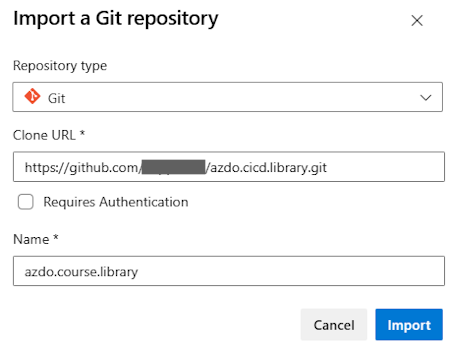 Import a Git repository
Repository type
Git
Clone URL *
https://github.com/ /azdo.cicd.library.git
Requires Authentication
Name *
azdo.course.library
Cancel Import